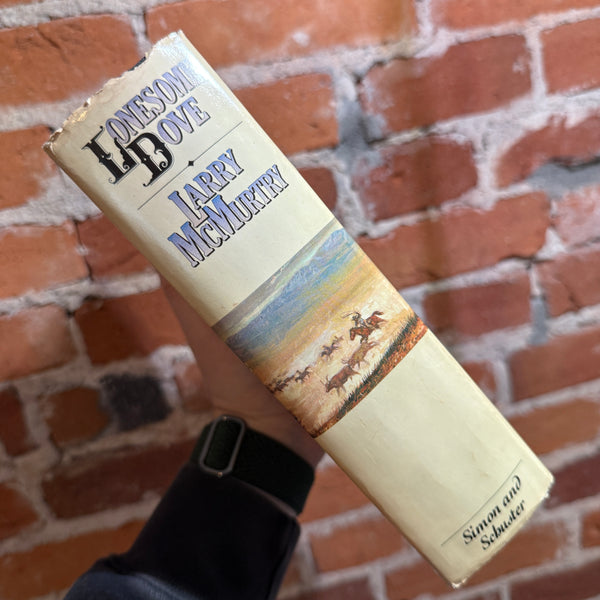 Lonesome
Dove
Larry
McMurtry
Simon and
Schuster